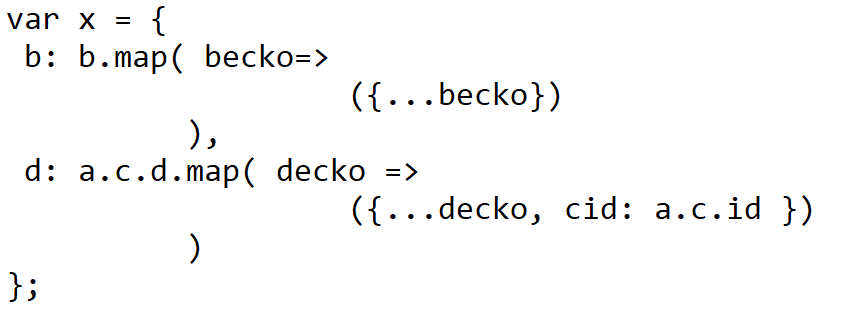 var x = {
 b: b.map( becko=>
                   ({...becko})
          ),
 d: a.c.d.map( decko =>
                   ({...decko, cid: a.c.id })
          )
};